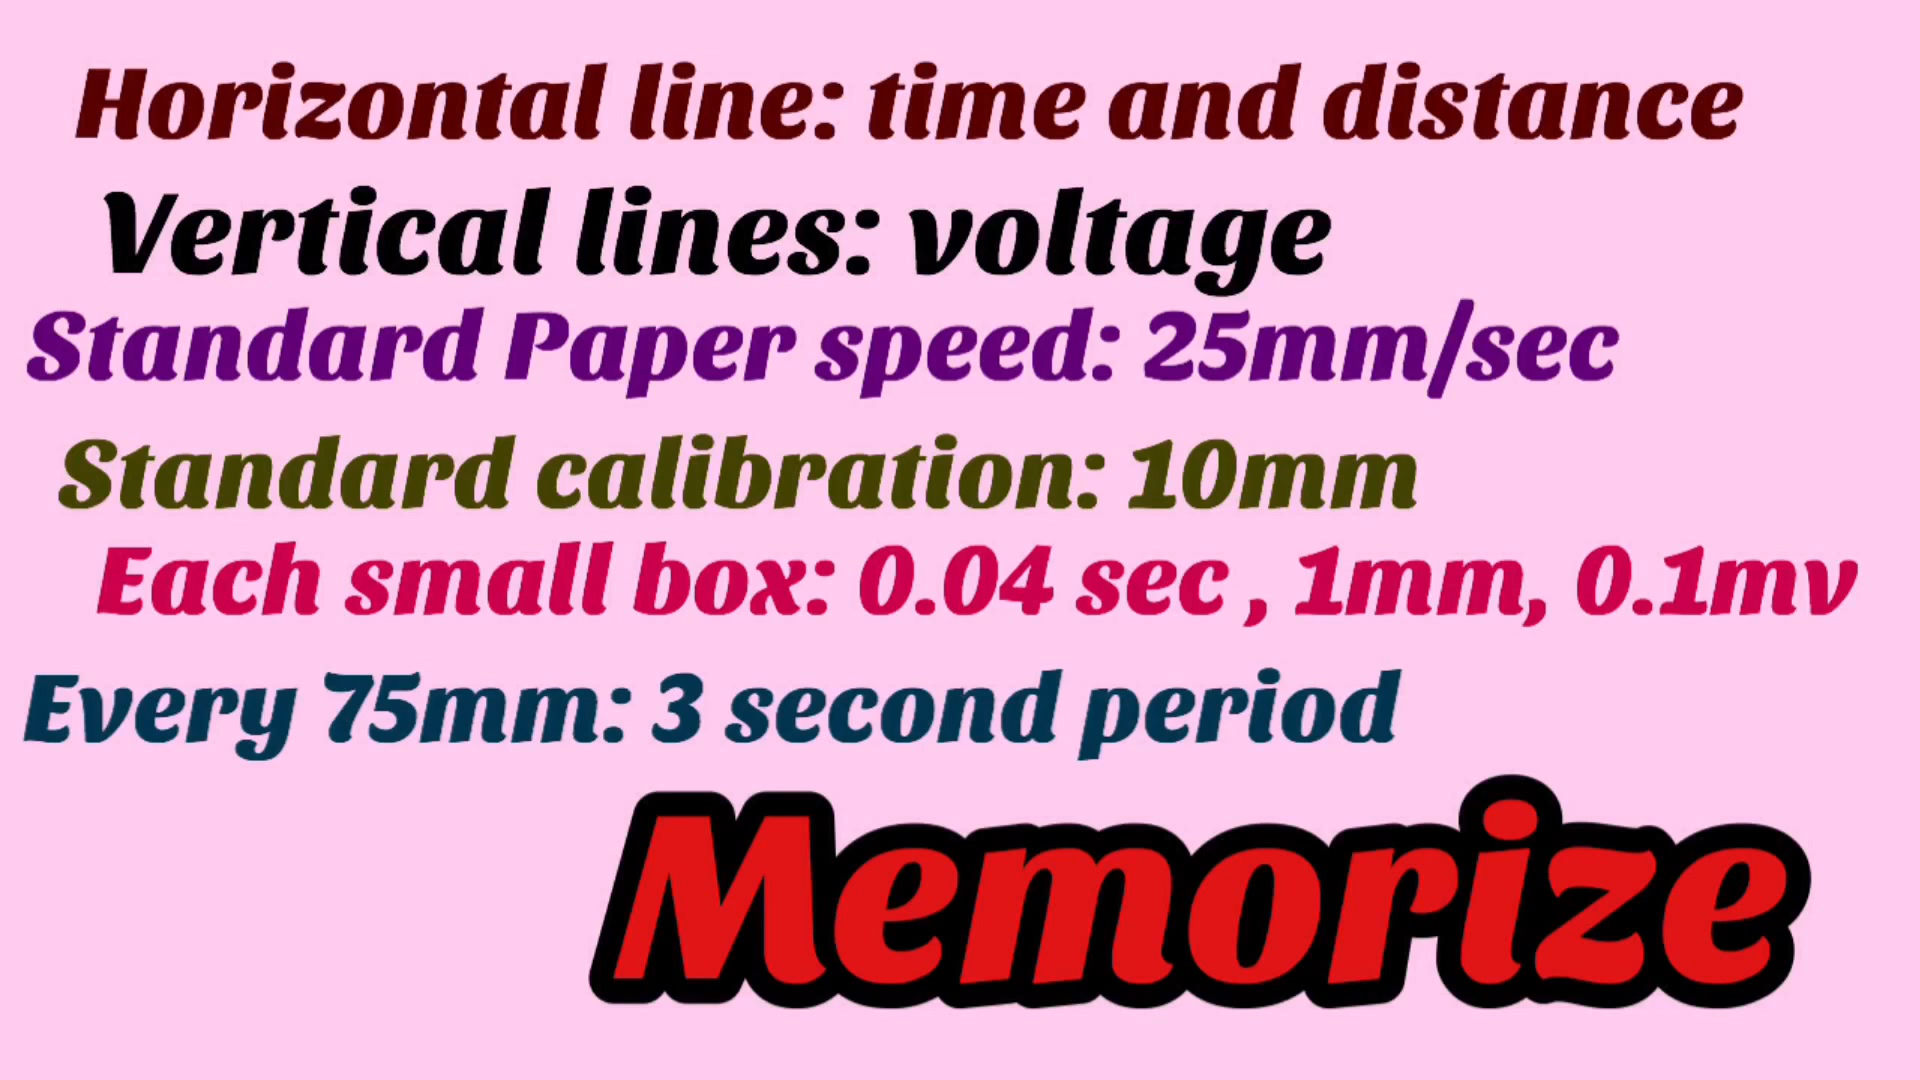 Horizontal line: time and distance
Vertical lines: voltage
Standard Paper speed: 25mm/sec
Standard calibration: 10mm
Each small box: 0.04 sec , 1mm, 0.1mv
Every 75mm: 3 second period
Memorize